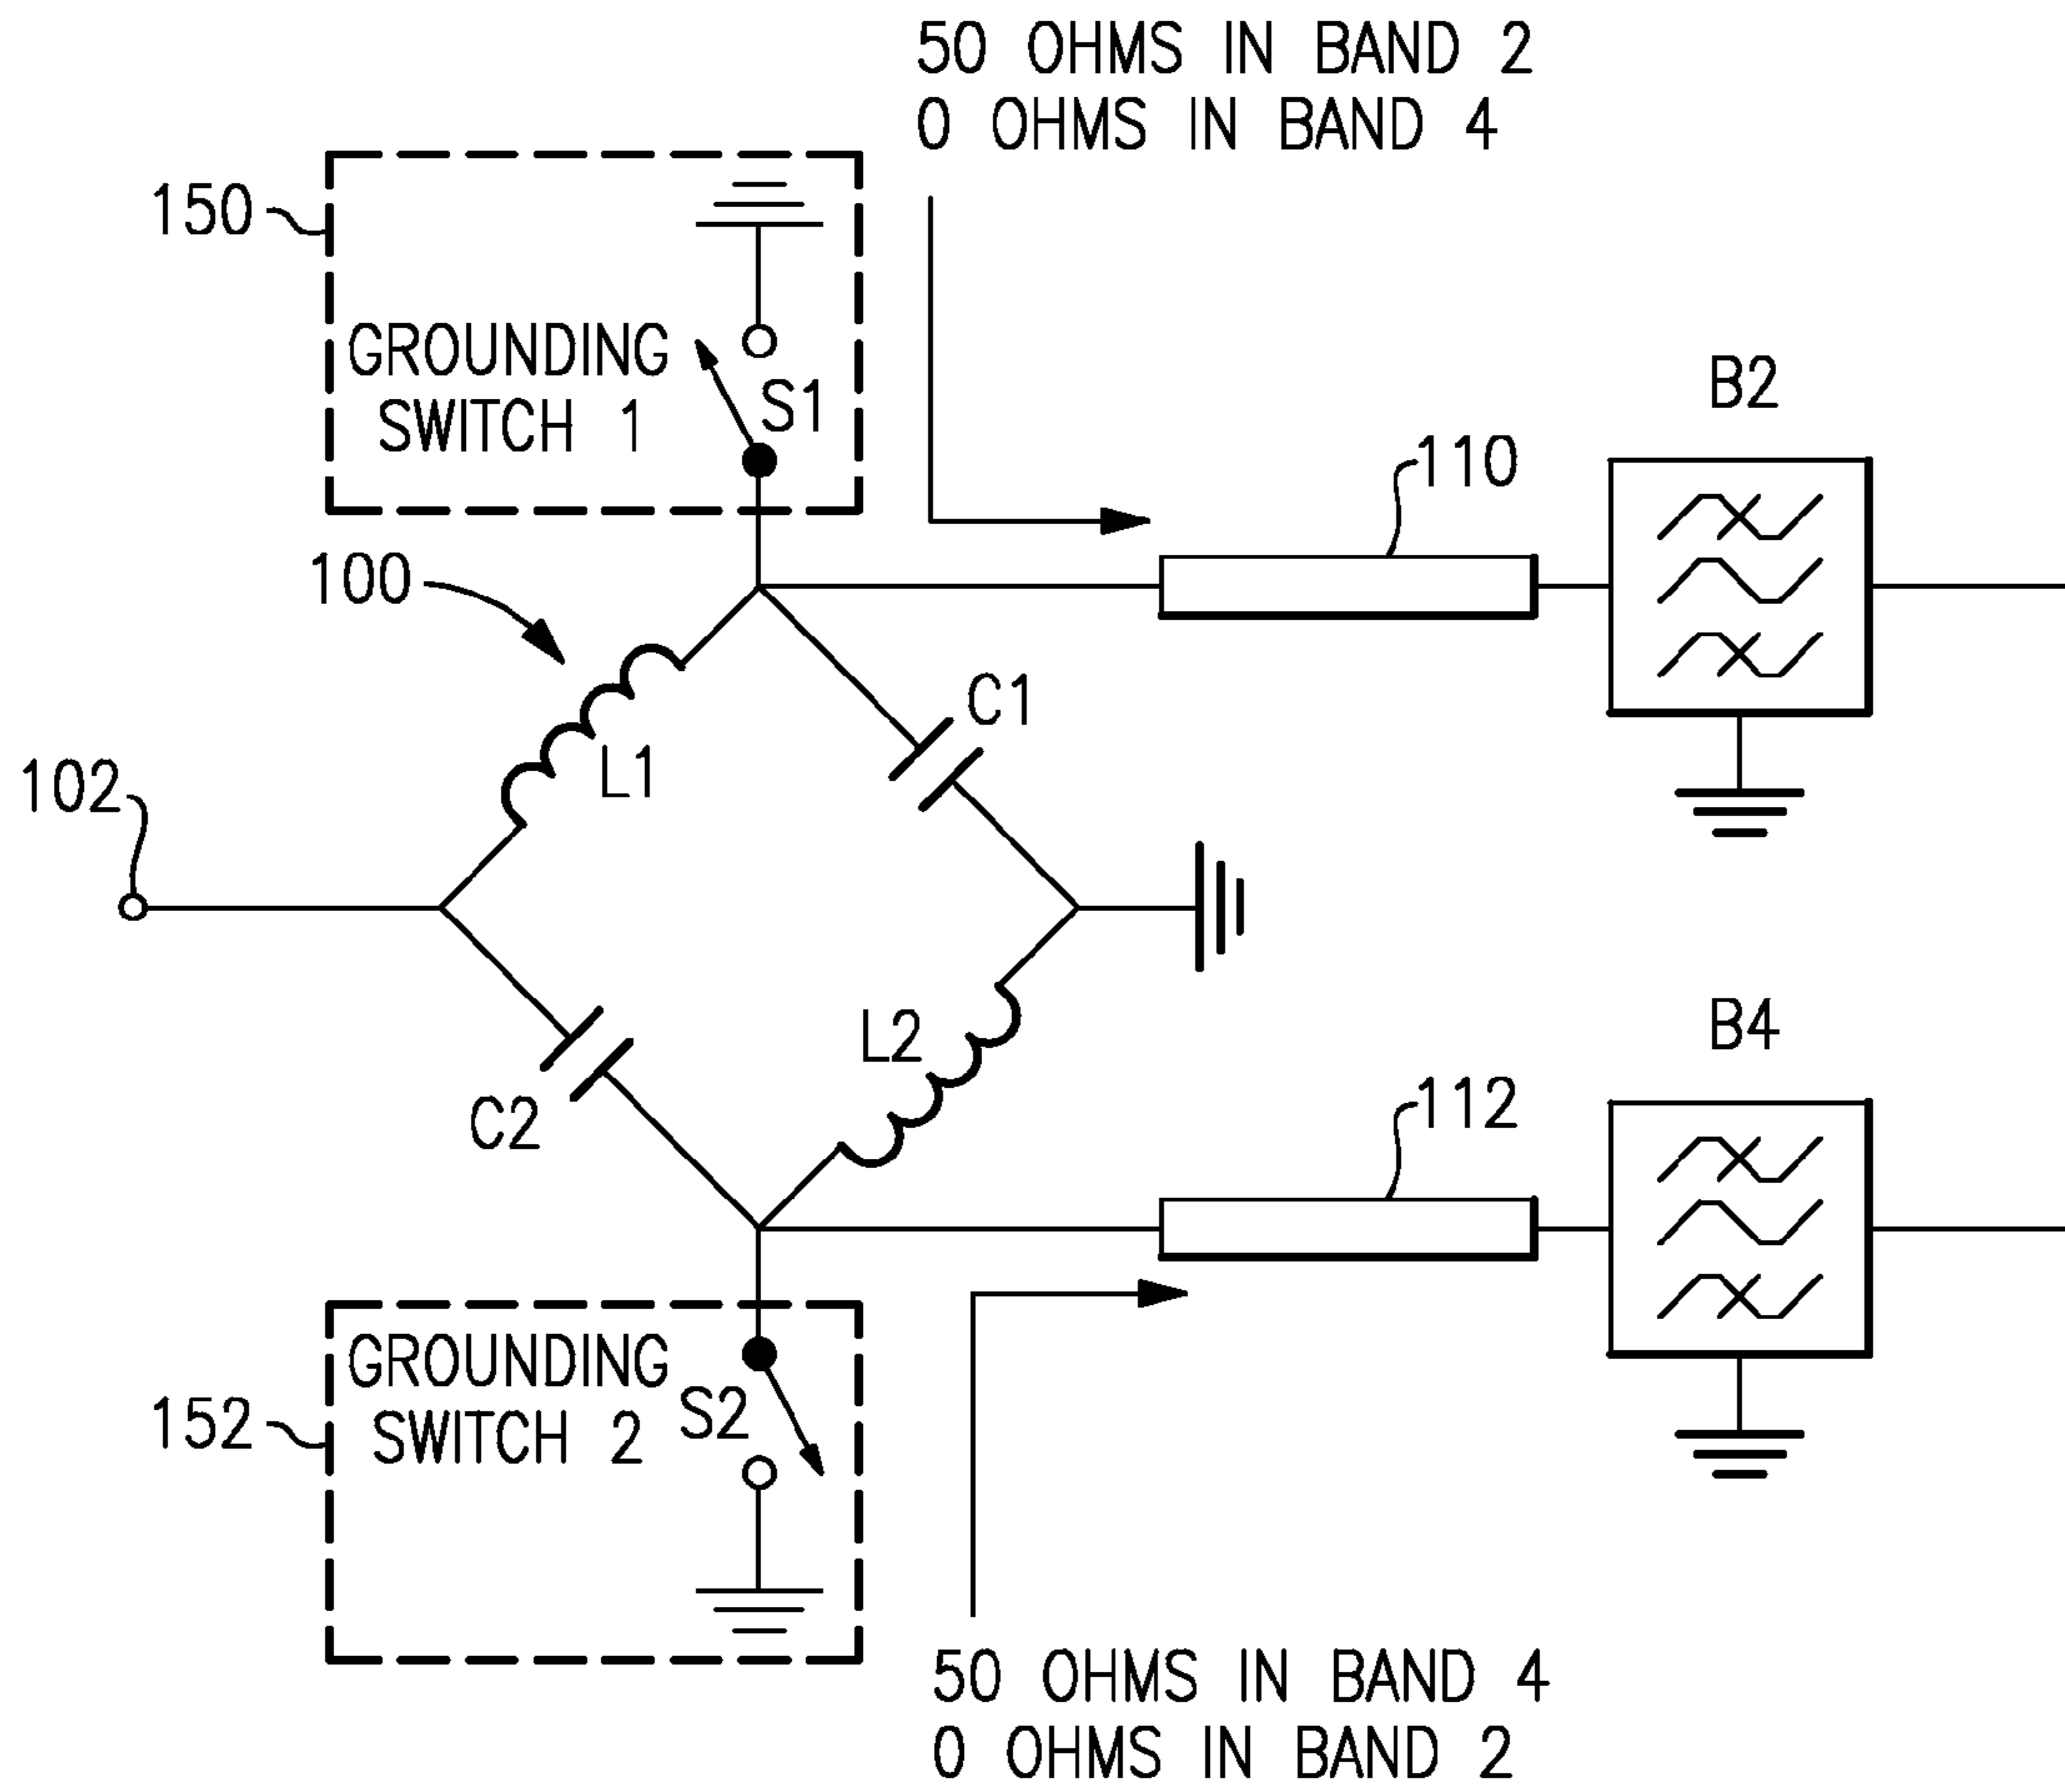 50 OHMS IN BAND 2
0 OHMS IN BAND 4
150
GROUNDING
SWITCH 1
S1
B2
110
100
C1
L1
102
L2
B4
C2
112
GROUNDING
SWITCH 2
S2
152
50 OHMS IN BAND 4
0 OHMS IN BAND 2